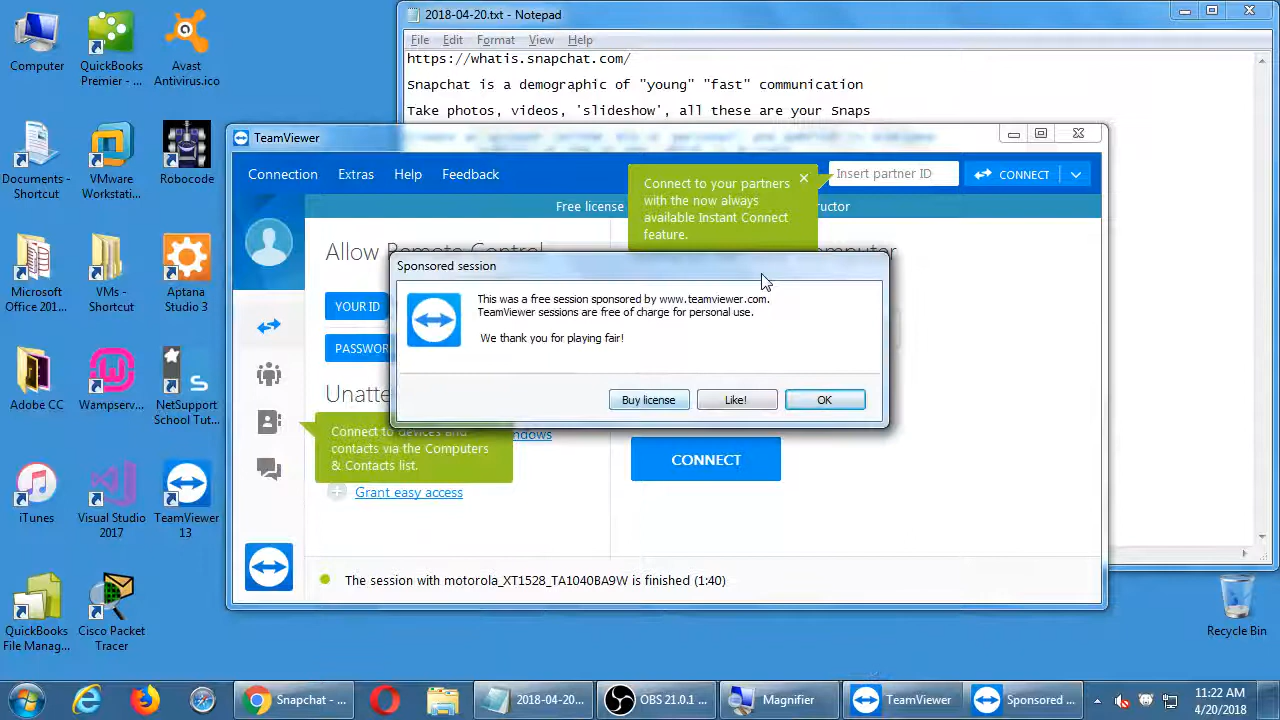 Computer
QuickBooks Premier - ...
Avast Antivirus.ico
Documents - Shortcut
VMware Workstati...
Robocode
Microsoft Office 201...
VMs - Shortcut
Aptana Studio 3
Adobe CC
Wampserv...
NetSupport School Tut...
iTunes
Visual Studio 2017
TeamViewer 13
QuickBooks File Manag...
Cisco Packet Tracer
Recycle Bin
2018-04-20.txt - Notepad
File Edit Format View Help
https://whatis.snapchat.com/
Snapchat is a demographic of "young" "fast" communication
Take photos, videos, 'slideshow', all these are your Snaps
TeamViewer
Connection Extras Help Feedback
Insert partner ID
CONNECT
Connect to your partners
with the now always
available Instant Connect
feature.
Free license
Allow Remote Control
YOUR ID
Sponsored session
This was a free session sponsored by www.teamviewer.com.
TeamViewer sessions are free of charge for personal use.
We thank you for playing fair!
Buy license Like! OK
Connect to devices and
contacts via the Computers
& Contacts list.
Grant easy access
CONNECT
The session with motorola_XT1528_TA1040BA9W is finished (1:40)
Snapchat - ...
2018-04-20...
OBS 21.0.1 ...
Magnifier
TeamViewer
Sponsored ...
11:22 AM
4/20/2018